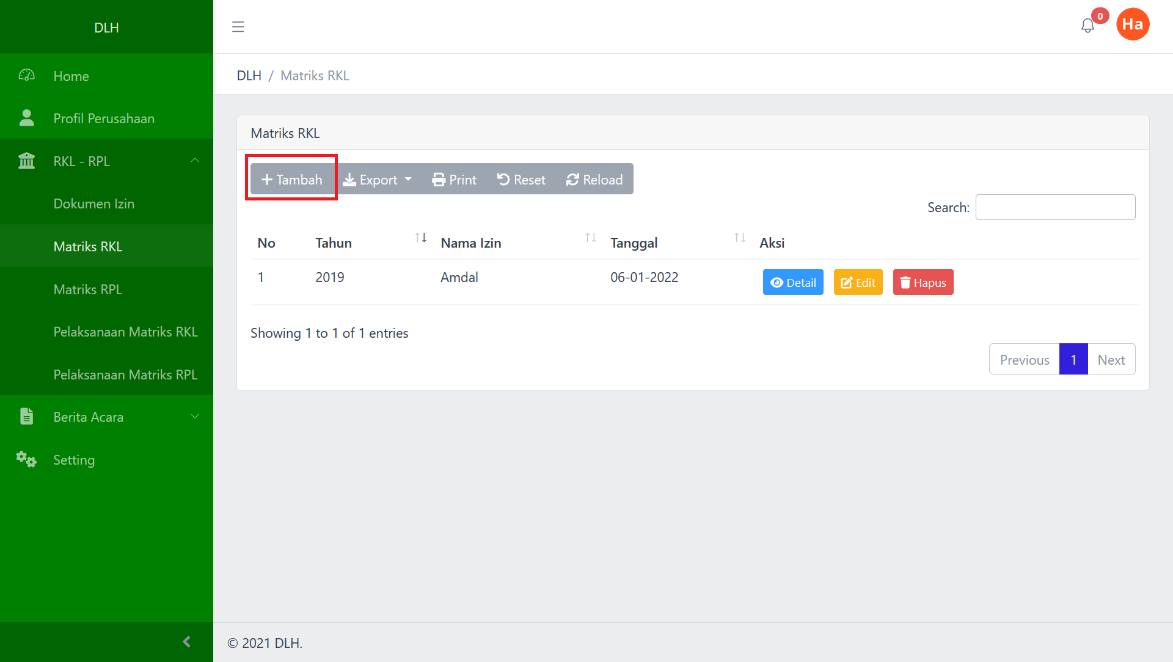 DLH
0
Ha
Home
Profil Perusahaan
RKL - RPL
Dokumen Izin
Matriks RKL
Matriks RPL
Pelaksanaan Matriks RKL
Pelaksanaan Matriks RPL
Berita Acara
Setting
DLH / Matriks RKL
Matriks RKL
Tambah Export Print Reset Reload
Search:
No Tahun Nama Izin Tanggal Aksi
1 2019 Amdal 06-01-2022 Detail Edit Hapus
Showing 1 to 1 of 1 entries
Previous 1 Next
© 2021 DLH.